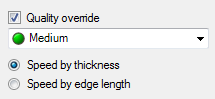 Quality override
Medium
Speed by thickness
Speed by edge length